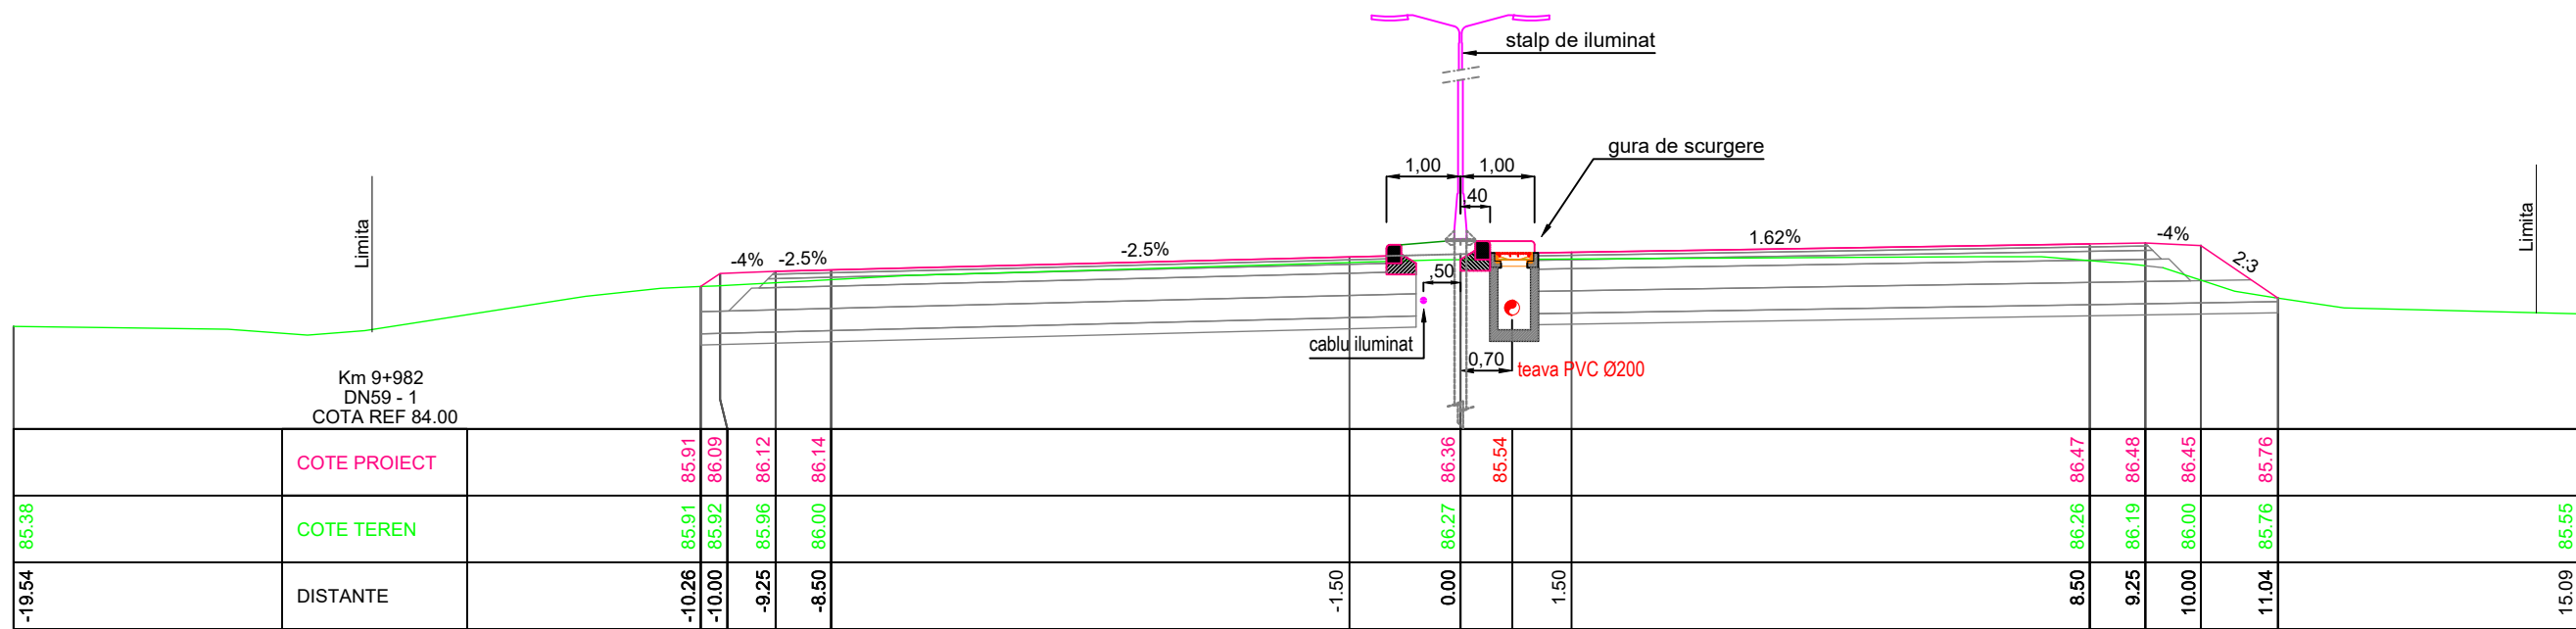 stalp de iluminat
gura de scurgere
1,00 1,00
,40
Limita
-4% -2.5% -2.5% 1.62% -4% 2:3
Limita
,50
cablu iluminat
0,70
teava PVC Ø200
Km 9+982
DN59 - 1
COTA REF 84.00
COTE PROIECT 85.91 86.09 86.12 86.14 86.36 85.54 86.47 86.48 86.45 85.76
85.38 COTE TEREN 85.91 85.92 85.96 86.00 86.27 86.26 86.19 86.00 85.76 85.55
-19.54 DISTANTE -10.26 -10.00 -9.25 -8.50 -1.50 0.00 1.50 8.50 9.25 10.00 11.04 15.09